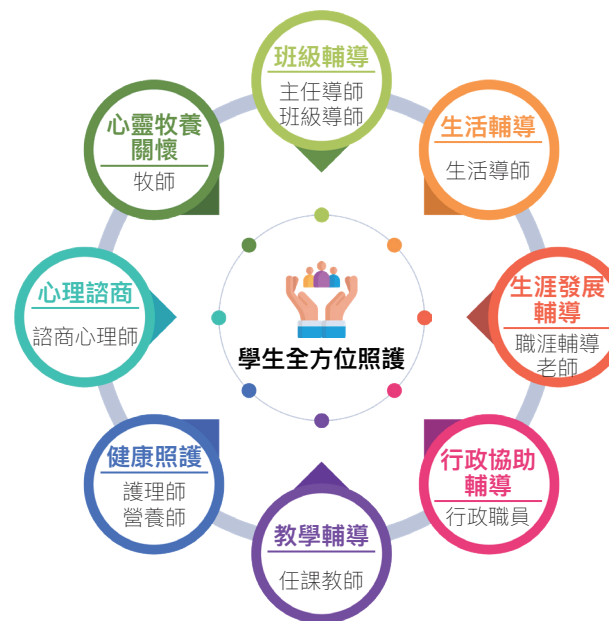 班級輔導
主任導師
班級導師
生活輔導
生活導師
生涯發展
輔導
職涯輔導
老師
行政協助
輔導
行政職員
教學輔導
任課教師
健康照護
護理師
營養師
心理諮商
諮商心理師
心靈牧養
關懷
牧師
學生全方位照護